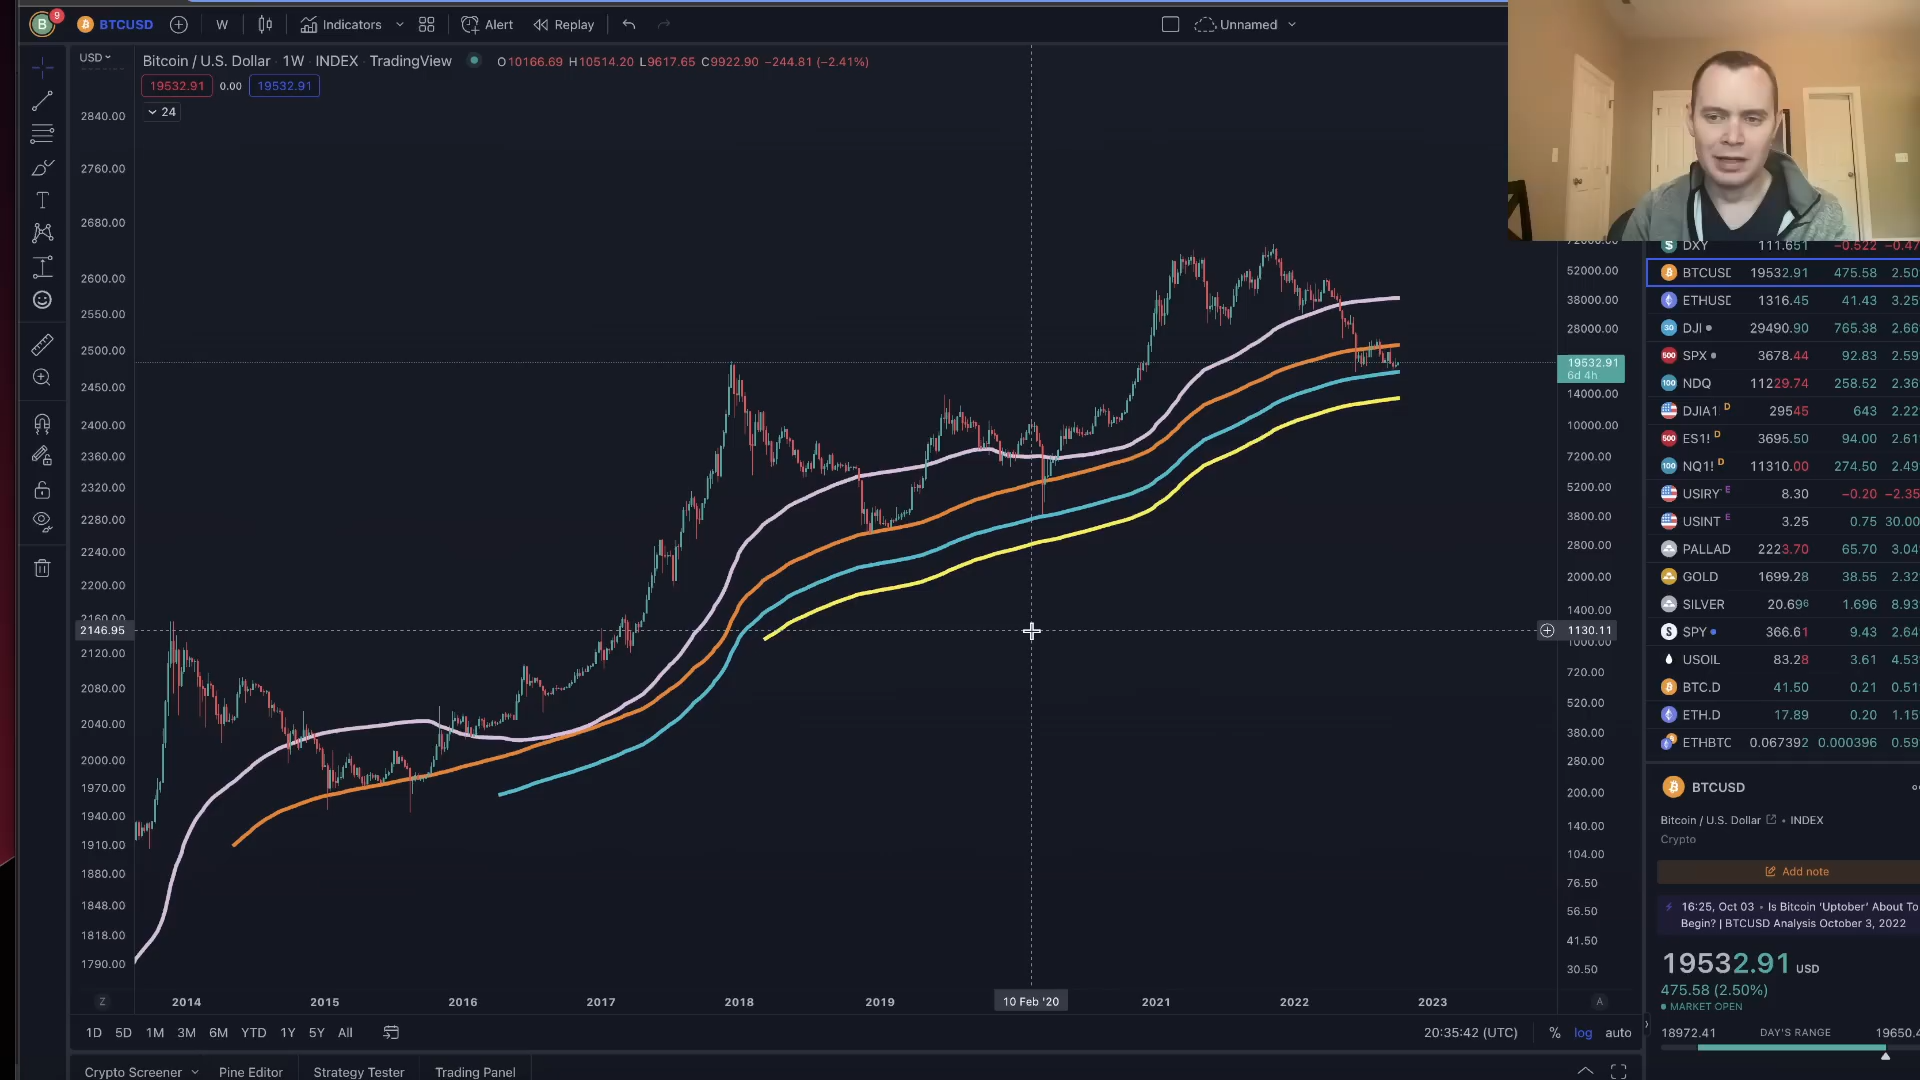 B 9 BTCUSD W Indicators Alert Replay Unnamed
USD Bitcoin / U.S. Dollar · 1W · INDEX · TradingView O10166.69 H10514.20 L9617.65 C9922.90 −244.81 (−2.41%)
19532.91 0.00 19532.91
24
2840.00
2760.00
2680.00
2600.00
2550.00
2500.00
2450.00
2400.00
2360.00
2320.00
2280.00
2240.00
2200.00
2160.00
2146.95
2120.00
2080.00
2040.00
2000.00
1970.00
1940.00
1910.00
1880.00
1848.00
1818.00
1790.00
52000.00
38000.00
28000.00
19532.91
6d 4h
14000.00
10000.00
7200.00
5200.00
3800.00
2800.00
2000.00
1400.00
1130.11
1000.00
720.00
520.00
380.00
280.00
200.00
140.00
104.00
76.50
56.50
41.50
30.50
Z 2014 2015 2016 2017 2018 2019 10 Feb '20 2021 2022 2023 A
1D 5D 1M 3M 6M YTD 1Y 5Y All 20:35:42 (UTC) % log auto
Crypto Screener Pine Editor Strategy Tester Trading Panel
DXY 111.651 −0.522 −0.47
BTCUSD 19532.91 475.58 2.50
ETHUSD 1316.45 41.43 3.25
DJI 29490.90 765.38 2.66
SPX 3678.44 92.83 2.59
NDQ 11229.74 258.52 2.36
DJIA1 D 29545 643 2.22
ES1! D 3695.50 94.00 2.61
NQ1! D 11310.00 274.50 2.49
USIRY E 8.30 −0.20 −2.35
USINT E 3.25 0.75 30.00
PALLAD 2223.70 65.70 3.04
GOLD 1699.28 38.55 2.32
SILVER 20.696 1.696 8.93
SPY 366.61 9.43 2.64
USOIL 83.28 3.61 4.53
BTC.D 41.50 0.21 0.51
ETH.D 17.89 0.20 1.15
ETHBTC 0.067392 0.000396 0.59
BTCUSD
Bitcoin / U.S. Dollar • INDEX
Crypto
Add note
16:25, Oct 03 • Is Bitcoin 'Uptober' About To
Begin? | BTCUSD Analysis October 3, 2022
19532.91 USD
475.58 (2.50%)
MARKET OPEN
18972.41 DAY'S RANGE 19650.4